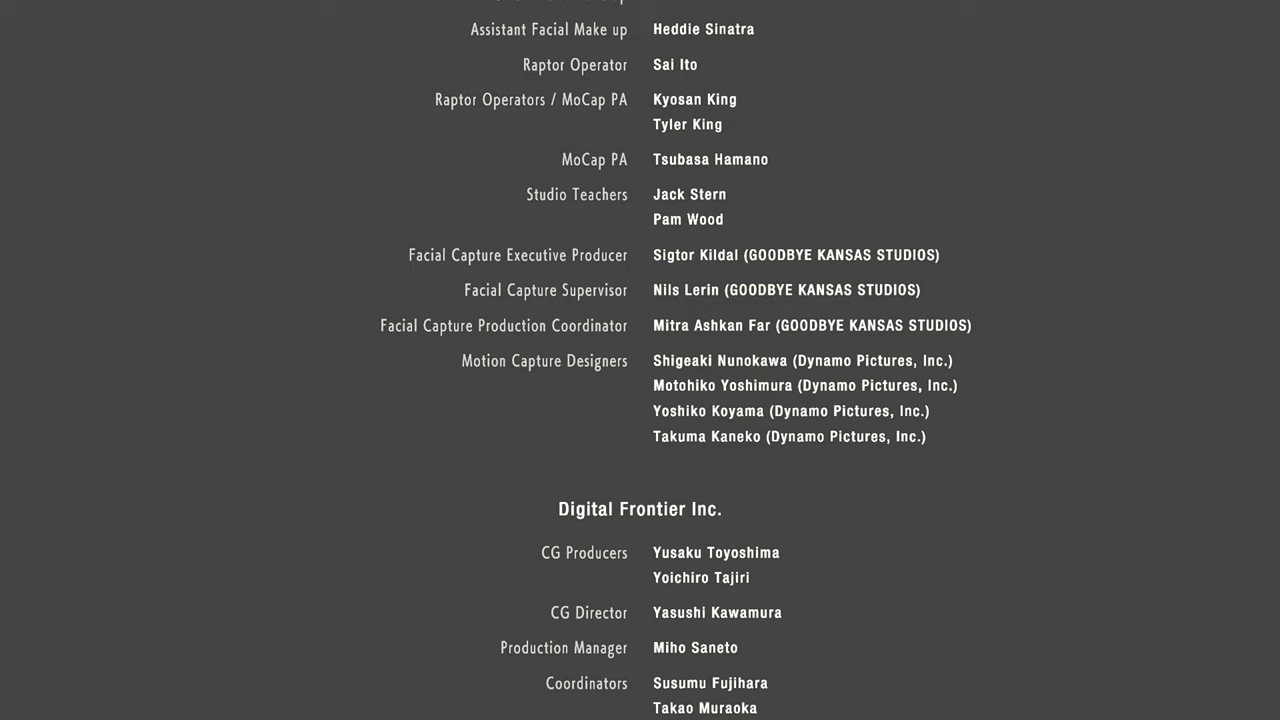 Assistant Facial Make up Heddie Sinatra
Raptor Operator Sai Ito
Raptor Operators / MoCap PA Kyosan King
Tyler King
MoCap PA Tsubasa Hamano
Studio Teachers Jack Stern
Pam Wood
Facial Capture Executive Producer Sigtor Kildal (GOODBYE KANSAS STUDIOS)
Facial Capture Supervisor Nils Lerin (GOODBYE KANSAS STUDIOS)
Facial Capture Production Coordinator Mitra Ashkan Far (GOODBYE KANSAS STUDIOS)
Motion Capture Designers Shigeaki Nunokawa (Dynamo Pictures, Inc.)
Motohiko Yoshimura (Dynamo Pictures, Inc.)
Yoshiko Koyama (Dynamo Pictures, Inc.)
Takuma Kaneko (Dynamo Pictures, Inc.)
Digital Frontier Inc.
CG Producers Yusaku Toyoshima
Yoichiro Tajiri
CG Director Yasushi Kawamura
Production Manager Miho Saneto
Coordinators Susumu Fujihara
Takao Muraoka